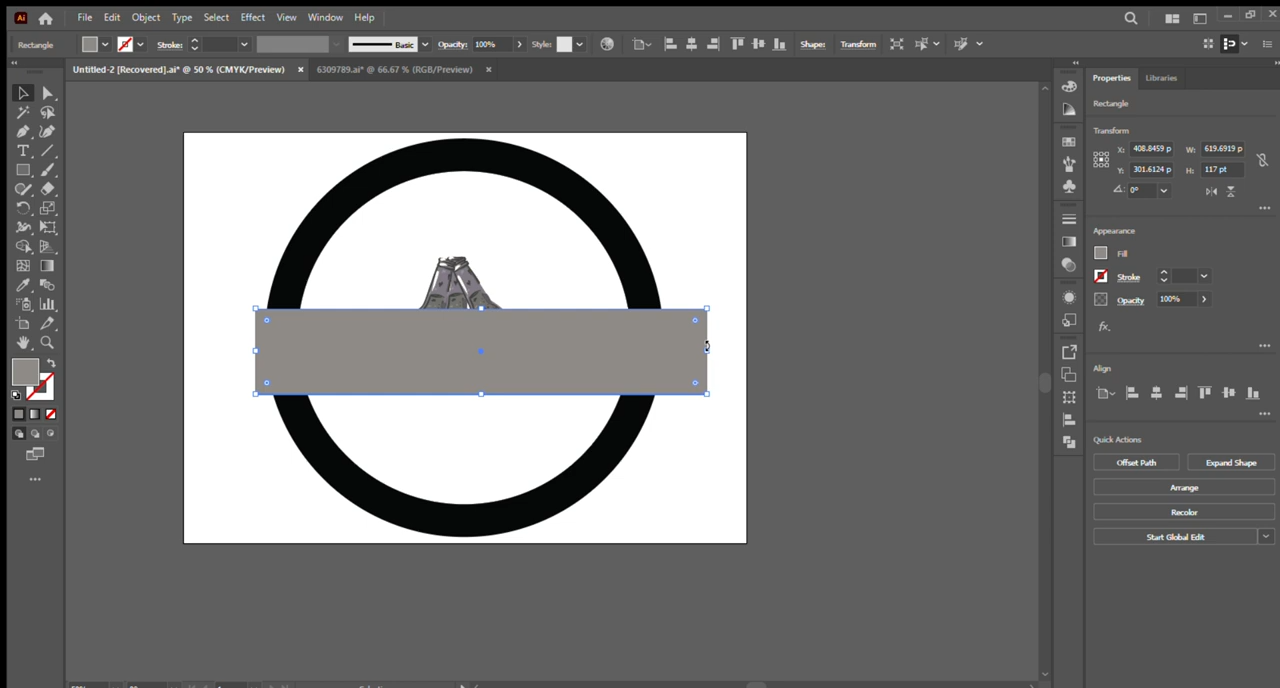 Ai File Edit Object Type Select Effect View Window Help
Rectangle Stroke: Basic Opacity: 100% Style: Shape: Transform
Untitled-2 [Recovered].ai* @ 50 % (CMYK/Preview) × 6309789.ai* @ 66.67 % (RGB/Preview) ×
Properties Libraries
Rectangle
Transform
X: 408.8459 p W: 619.6919 p
Y: 301.6124 p H: 117 pt
0°
Appearance
Fill
Stroke
Opacity 100%
fx.
Align
Quick Actions
Offset Path Expand Shape
Arrange
Recolor
Start Global Edit